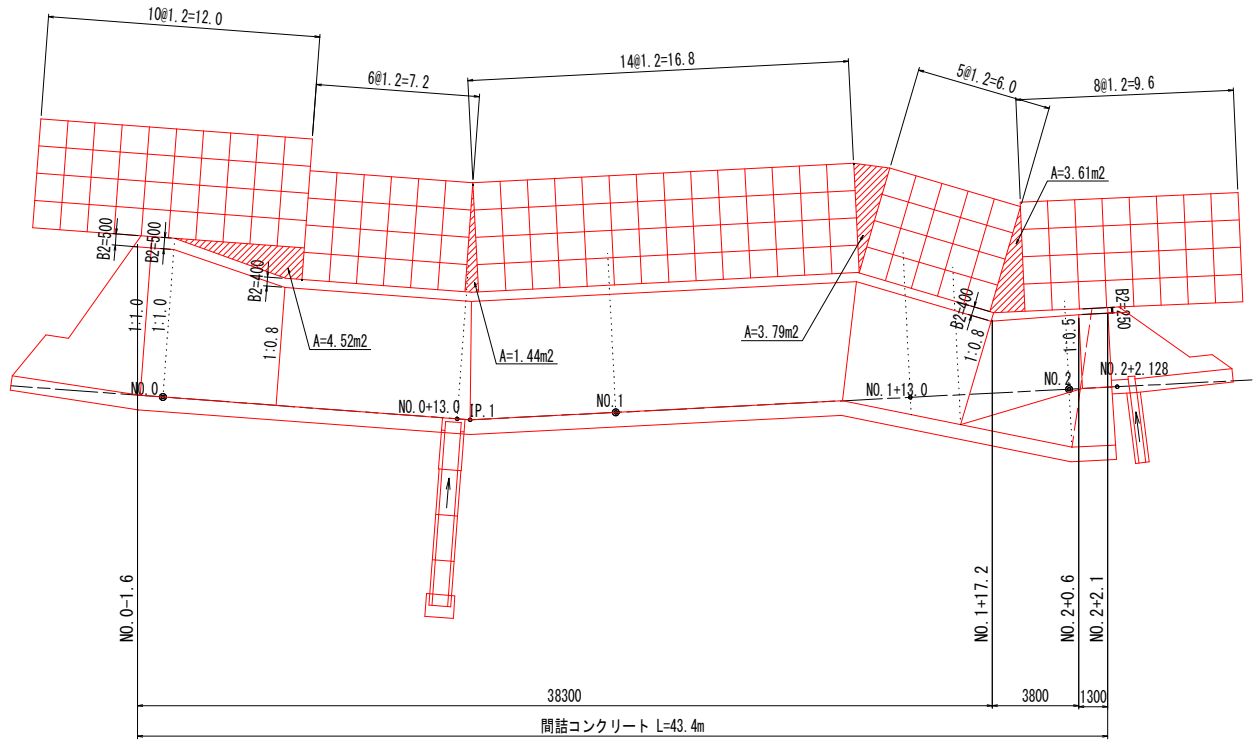 10@1.2=12.0
6@1.2=7.2
14@1.2=16.8
5@1.2=6.0
8@1.2=9.6
A=3.61m2
B2=500
B2=500
B2=400
B2=400
B2=250
1:1.0
1:1.0
1:0.8
A=4.52m2
A=1.44m2
A=3.79m2
1:0.8
1:0.5
NO.0
NO.0+13.0
IP.1
NO.1
NO.1+13.0
NO.2
NO.2+2.128
NO.0-1.6
NO.1+17.2
NO.2+0.6
NO.2+2.1
38300
3800
1300
間詰コンクリート L=43.4m